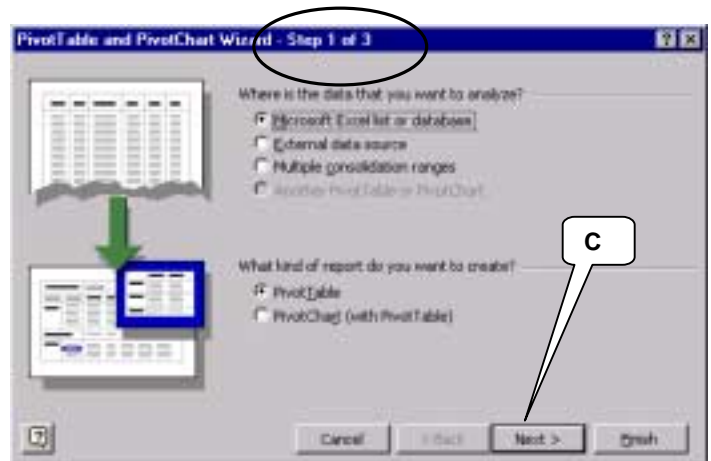 PivotTable and PivotChart Wizard - Step 1 of 3
Where is the data that you want to analyze?
Microsoft Excel list or database
External data source
Multiple consolidation ranges
Another PivotTable or PivotChart
C
What kind of report do you want to create?
PivotTable
PivotChart (with PivotTable)
Cancel
< Back
Next >
Finish